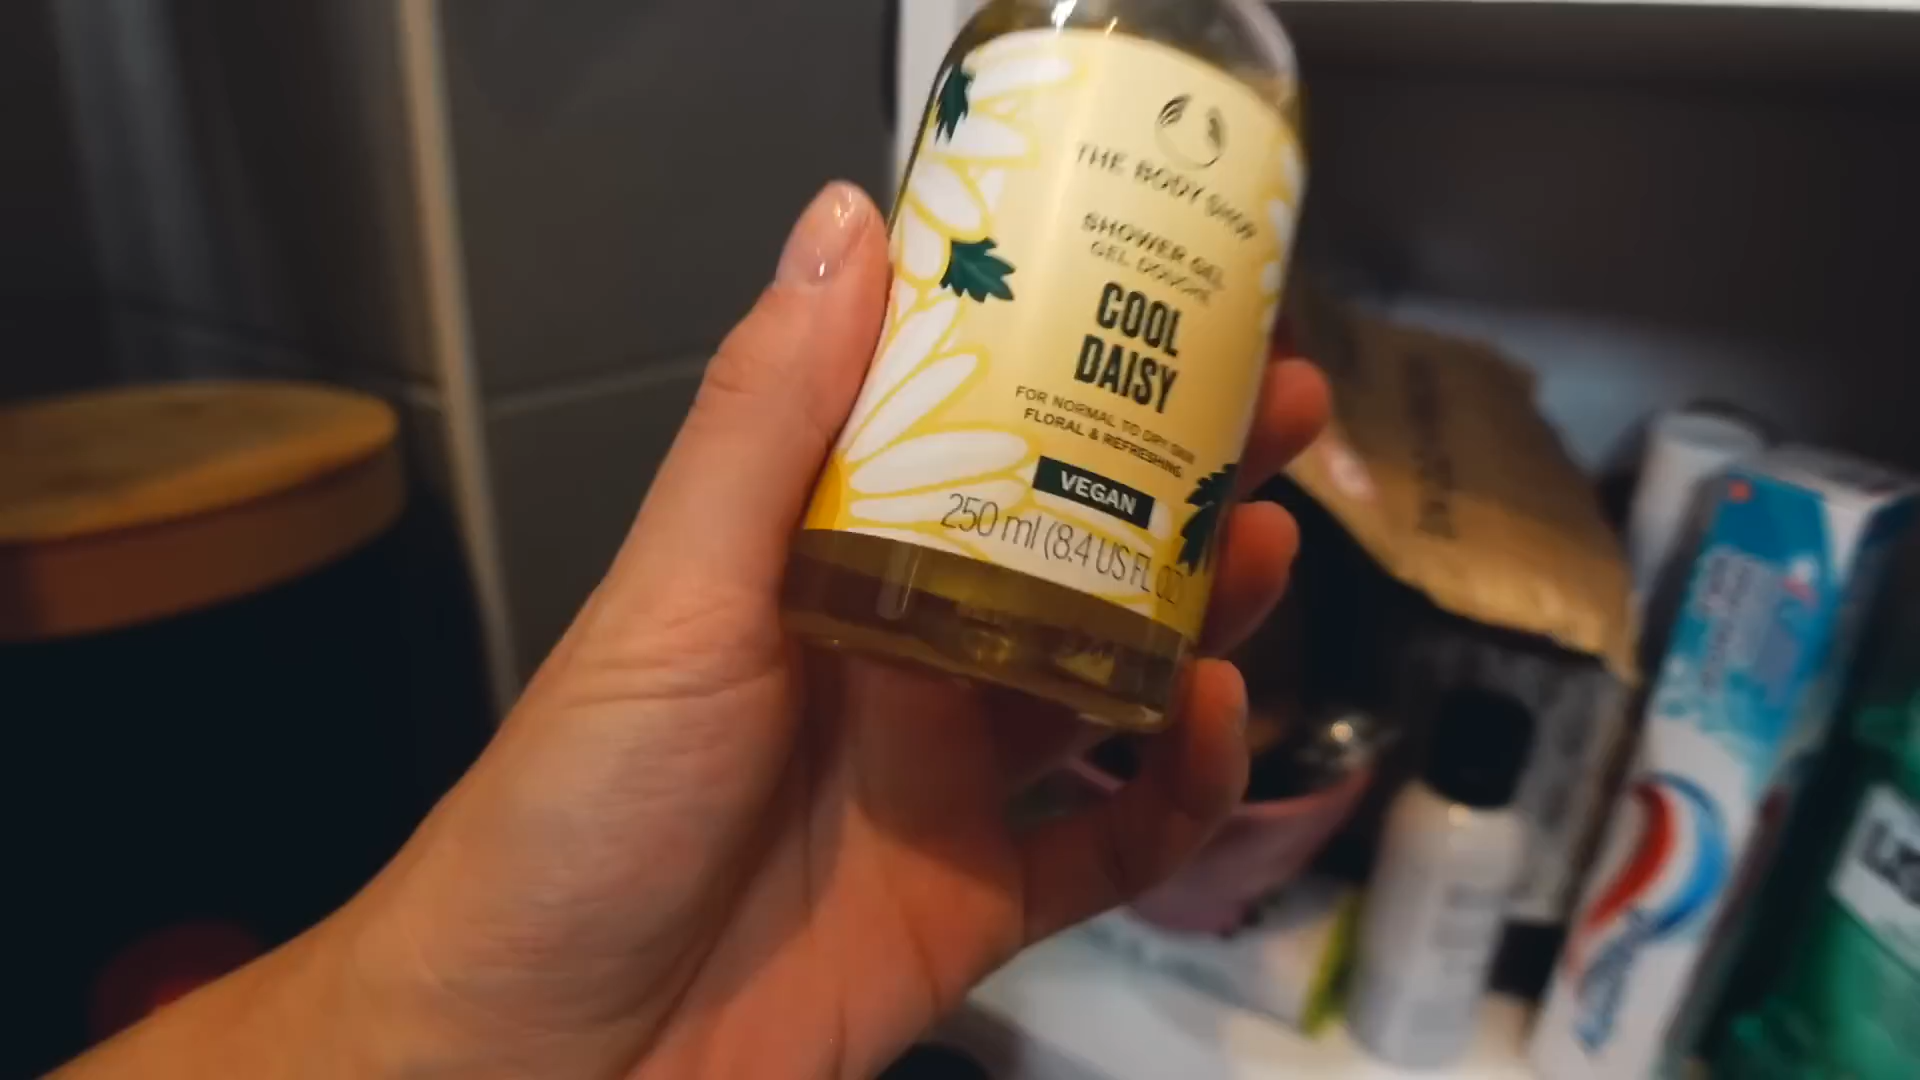 THE BODY SHOP
SHOWER GEL
GEL DOUCHE
COOL
DAISY
FOR NORMAL TO DRY SKIN
FLORAL & REFRESHING
VEGAN
250 ml (8.4 US FL OZ)